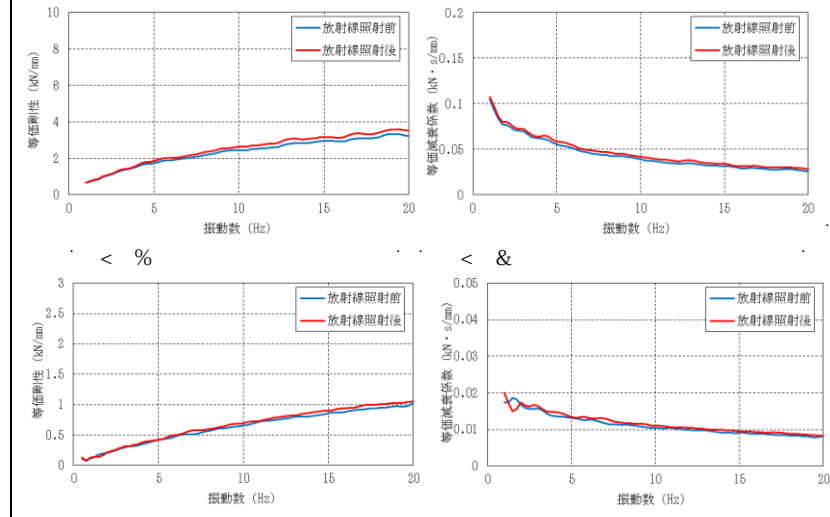 等価剛性 (kN/mm)
10
8
6
4
2
0
放射線照射前
放射線照射後
0 5 10 15 20
振動数 (Hz)
等価減衰係数 (kN・s/mm)
0.2
0.15
0.1
0.05
0
放射線照射前
放射線照射後
0 5 10 15 20
振動数 (Hz)
< %
< &
等価剛性 (kN/mm)
3
2.5
2
1.5
1
0.5
0
放射線照射前
放射線照射後
0 5 10 15 20
振動数 (Hz)
等価減衰係数 (kN・s/mm)
0.05
0.04
0.03
0.02
0.01
0
放射線照射前
放射線照射後
0 5 10 15 20
振動数 (Hz)